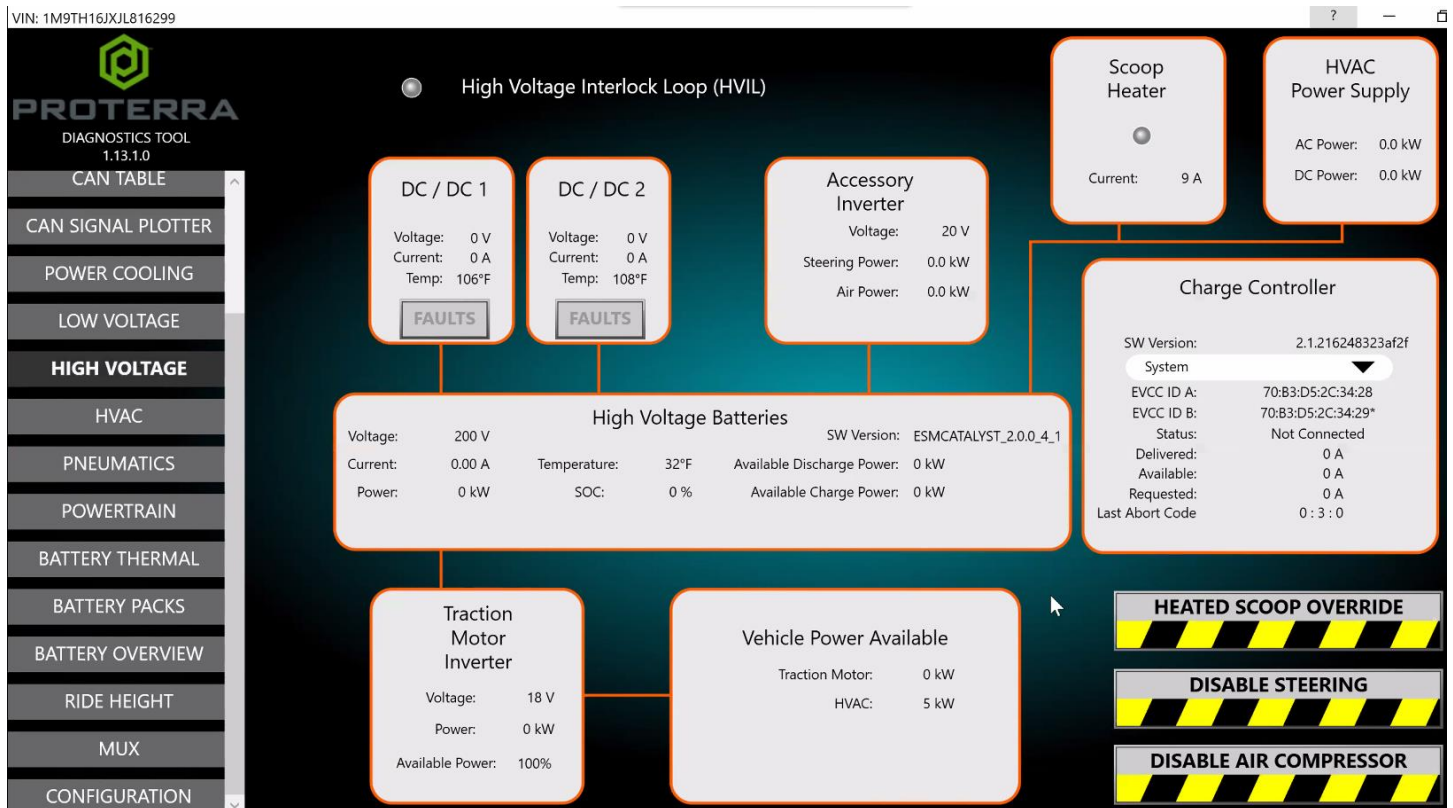 VIN: 1M9TH16JXJL816299
?
PROTERRA
DIAGNOSTICS TOOL
1.13.1.0
CAN TABLE
CAN SIGNAL PLOTTER
POWER COOLING
LOW VOLTAGE
HIGH VOLTAGE
HVAC
PNEUMATICS
POWERTRAIN
BATTERY THERMAL
BATTERY PACKS
BATTERY OVERVIEW
RIDE HEIGHT
MUX
CONFIGURATION
High Voltage Interlock Loop (HVIL)
Scoop
Heater
Current: 9 A
HVAC
Power Supply
AC Power: 0.0 kW
DC Power: 0.0 kW
DC / DC 1
Voltage: 0 V
Current: 0 A
Temp: 106°F
FAULTS
DC / DC 2
Voltage: 0 V
Current: 0 A
Temp: 108°F
FAULTS
Accessory
Inverter
Voltage: 20 V
Steering Power: 0.0 kW
Air Power: 0.0 kW
Charge Controller
SW Version: 2.1.216248323af2f
System
EVCC ID A: 70:B3:D5:2C:34:28
EVCC ID B: 70:B3:D5:2C:34:29*
Status: Not Connected
Delivered: 0 A
Available: 0 A
Requested: 0 A
Last Abort Code 0 : 3 : 0
High Voltage Batteries
Voltage: 200 V SW Version: ESMCATALYST_2.0.0_4_1
Current: 0.00 A Temperature: 32°F Available Discharge Power: 0 kW
Power: 0 kW SOC: 0 % Available Charge Power: 0 kW
Traction
Motor
Inverter
Voltage: 18 V
Power: 0 kW
Available Power: 100%
Vehicle Power Available
Traction Motor: 0 kW
HVAC: 5 kW
HEATED SCOOP OVERRIDE
DISABLE STEERING
DISABLE AIR COMPRESSOR